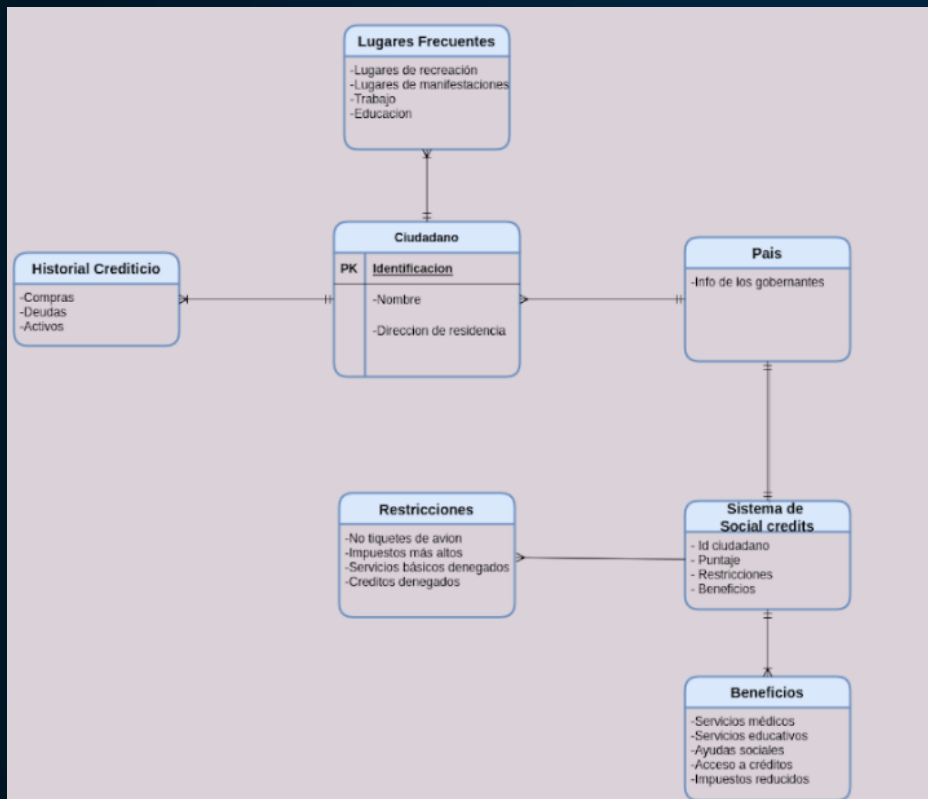 Lugares Frecuentes
-Lugares de recreación
-Lugares de manifestaciones
-Trabajo
-Educacion
Historial Crediticio
-Compras
-Deudas
-Activos
Ciudadano
PK Identificacion
-Nombre
-Direccion de residencia
Pais
-Info de los gobernantes
Restricciones
-No tiquetes de avion
-Impuestos más altos
-Servicios básicos denegados
-Creditos denegados
Sistema de
Social credits
- Id ciudadano
- Puntaje
- Restricciones
- Beneficios
Beneficios
-Servicios médicos
-Servicios educativos
-Ayudas sociales
-Acceso a créditos
-Impuestos reducidos